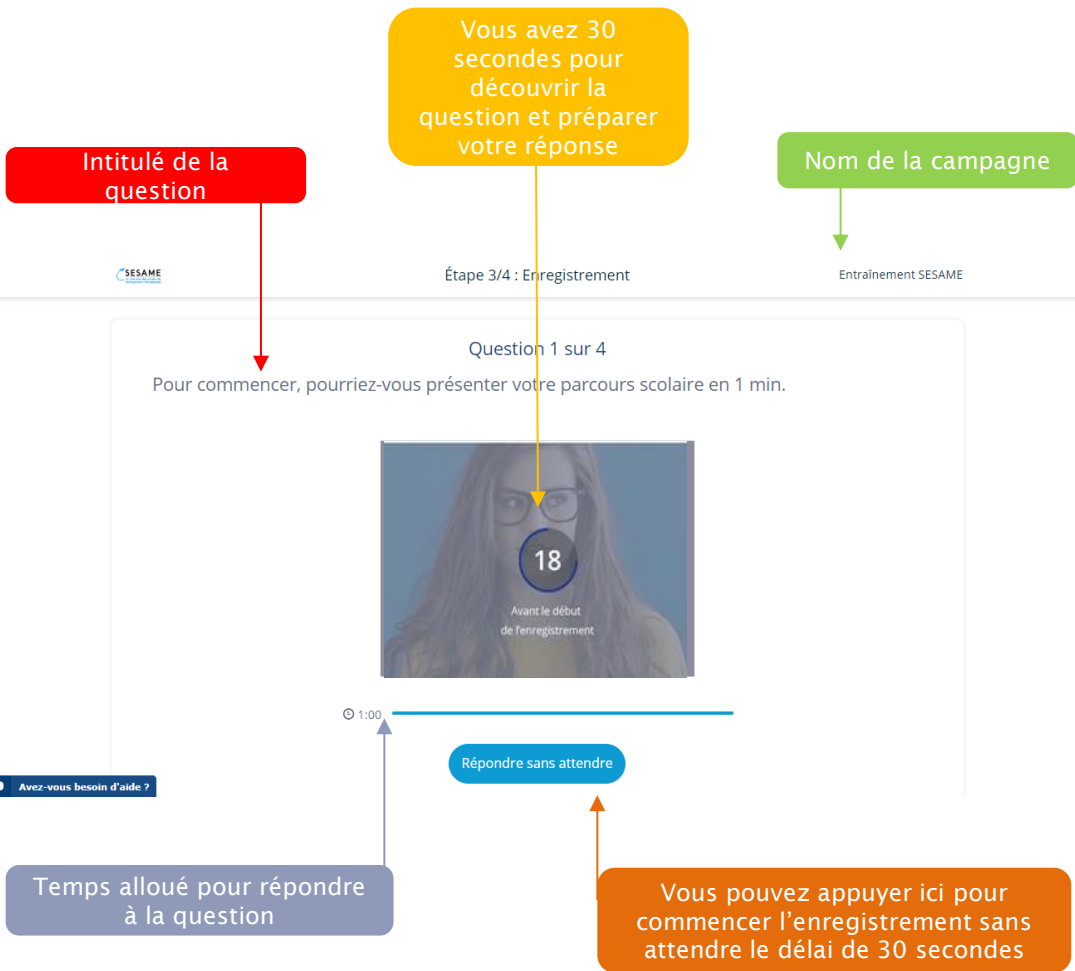 Vous avez 30
secondes pour
découvrir la
question et préparer
votre réponse
Intitulé de la
question
Nom de la campagne
SESAME
Étape 3/4 : Enregistrement
Entraînement SESAME
Question 1 sur 4
Pour commencer, pourriez-vous présenter votre parcours scolaire en 1 min.
18
Avant le début
de l'enregistrement
1:00
Répondre sans attendre
Avez-vous besoin d'aide ?
Temps alloué pour répondre
à la question
Vous pouvez appuyer ici pour
commencer l’enregistrement sans
attendre le délai de 30 secondes